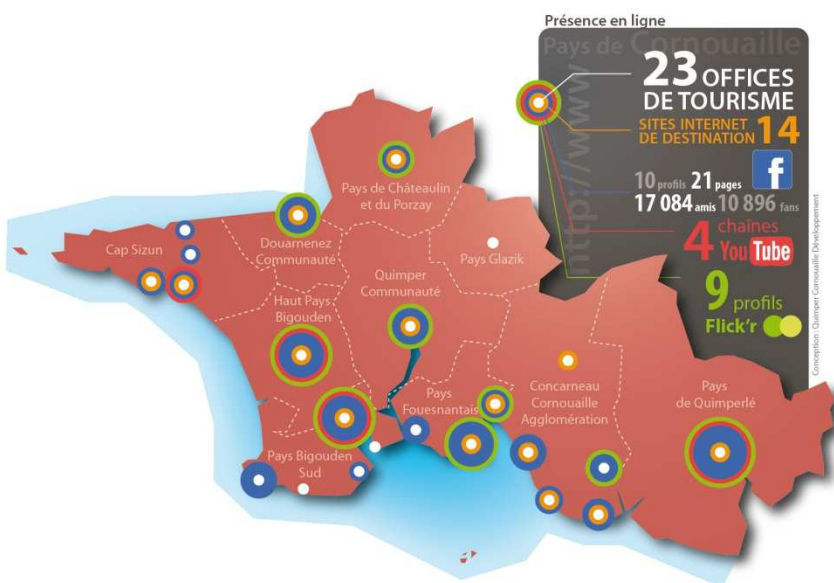 Présence en ligne
Pays de Cornouaille
http://www
23 OFFICES
DE TOURISME
SITES INTERNET
DE DESTINATION 14
f
10 profils 21 pages
17 084 amis 10 896 fans
4 chaînes
YouTube
9 profils
Flick'r
Conception : Quimper Cornouaille Développement
Pays de Châteaulin
et du Porzay
Cap Sizun
Douarnenez
Communauté
Pays Glazik
Quimper
Communauté
Haut Pays
Bigouden
Pays
Fouesnantais
Concarneau
Cornouaille
Agglomération
Pays
de Quimperlé
Pays Bigouden
Sud